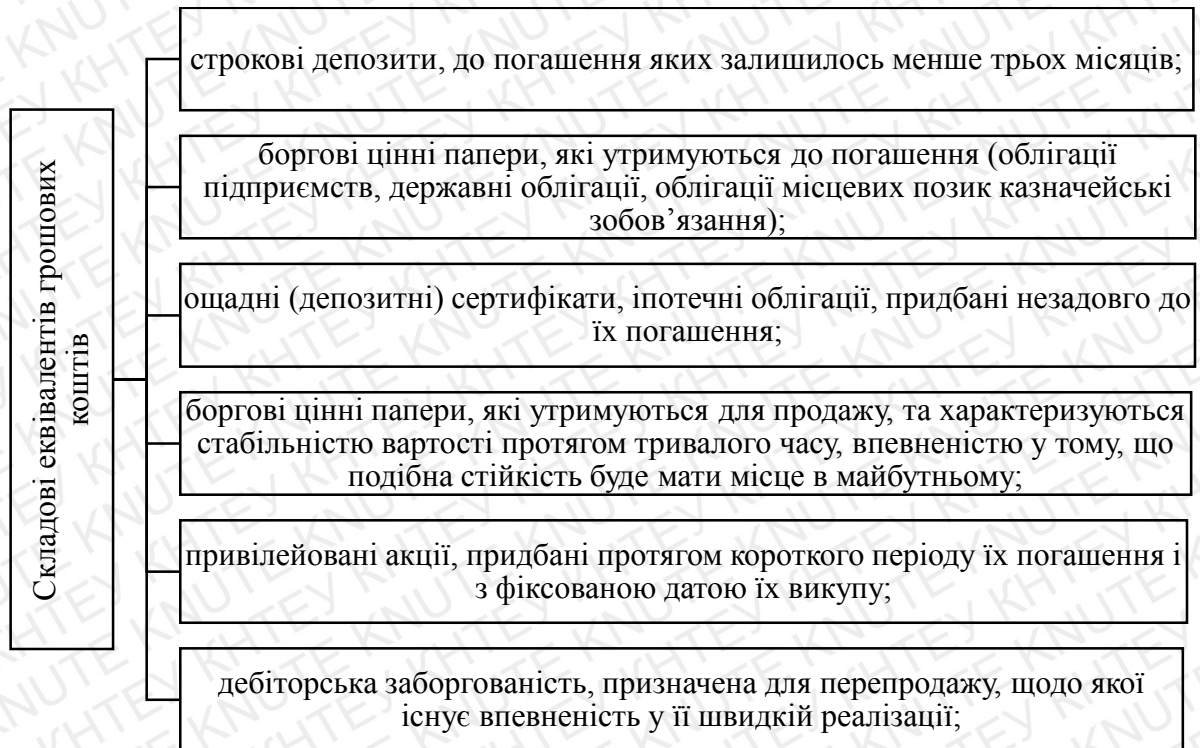 Складові еквівалентів грошових
коштів
строкові депозити, до погашення яких залишилось менше трьох місяців;
боргові цінні папери, які утримуються до погашення (облігації
підприємств, державні облігації, облігації місцевих позик казначейські
зобов’язання);
ощадні (депозитні) сертифікати, іпотечні облігації, придбані незадовго до
їх погашення;
боргові цінні папери, які утримуються для продажу, та характеризуються
стабільністю вартості протягом тривалого часу, впевненістю у тому, що
подібна стійкість буде мати місце в майбутньому;
привілейовані акції, придбані протягом короткого періоду їх погашення і
з фіксованою датою їх викупу;
дебіторська заборгованість, призначена для перепродажу, щодо якої
існує впевненість у її швидкій реалізації;